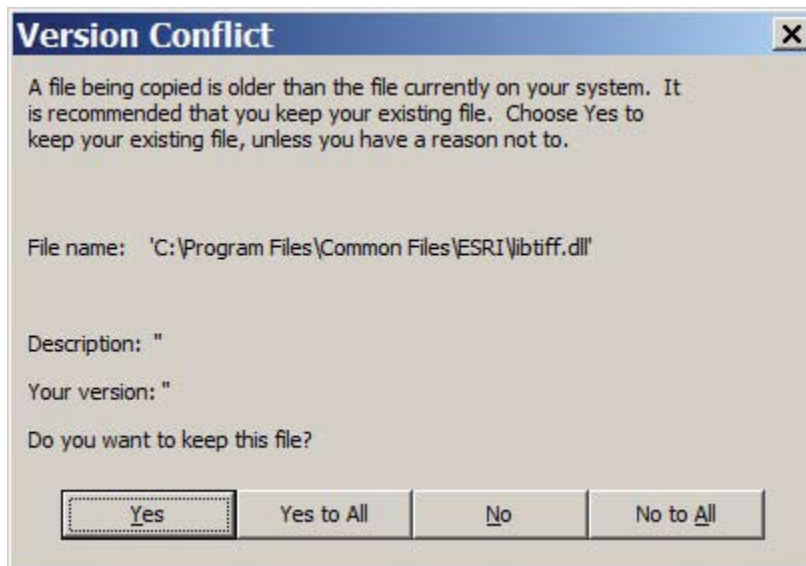 Version Conflict
A file being copied is older than the file currently on your system.  It
is recommended that you keep your existing file.  Choose Yes to
keep your existing file, unless you have a reason not to.
File name:   'C:\Program Files\Common Files\ESRI\libtiff.dll'
Description:  ''
Your version: ''
Do you want to keep this file?
Yes Yes to All No No to All